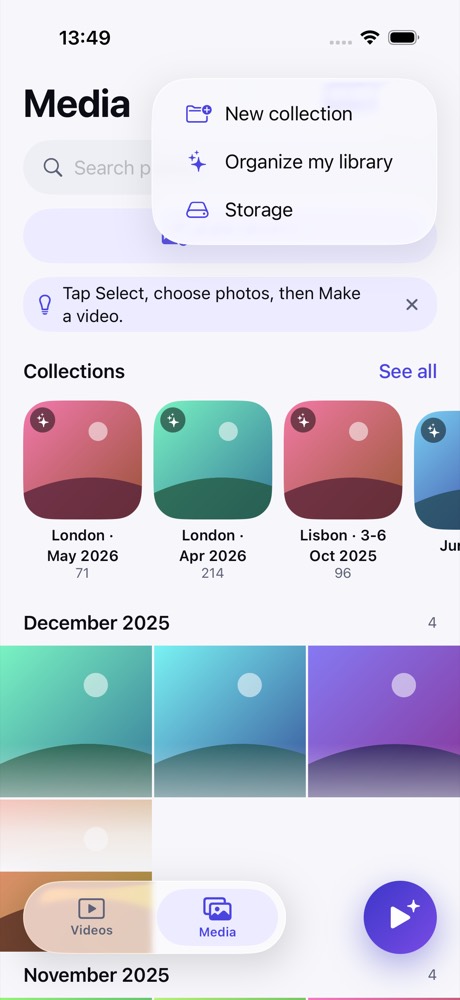 13:49
Media
New collection
Organize my library
Storage
Search
Tap Select, choose photos, then Make
a video.
Collections
See all
London ·
May 2026
71
London ·
Apr 2026
214
Lisbon · 3-6
Oct 2025
96
December 2025
4
Videos
Media
November 2025
4